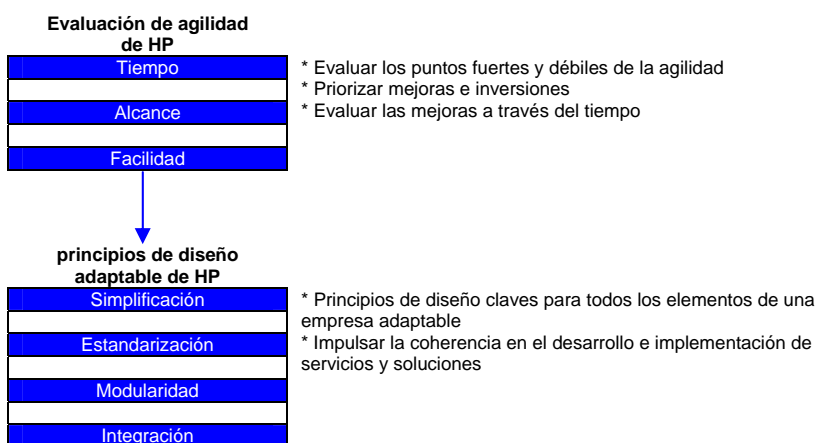 Evaluación de agilidad
de HP
Tiempo
* Evaluar los puntos fuertes y débiles de la agilidad
* Priorizar mejoras e inversiones
Alcance
* Evaluar las mejoras a través del tiempo
Facilidad
principios de diseño
adaptable de HP
Simplificación
* Principios de diseño claves para todos los elementos de una
empresa adaptable
Estandarización
* Impulsar la coherencia en el desarrollo e implementación de
servicios y soluciones
Modularidad
Integración